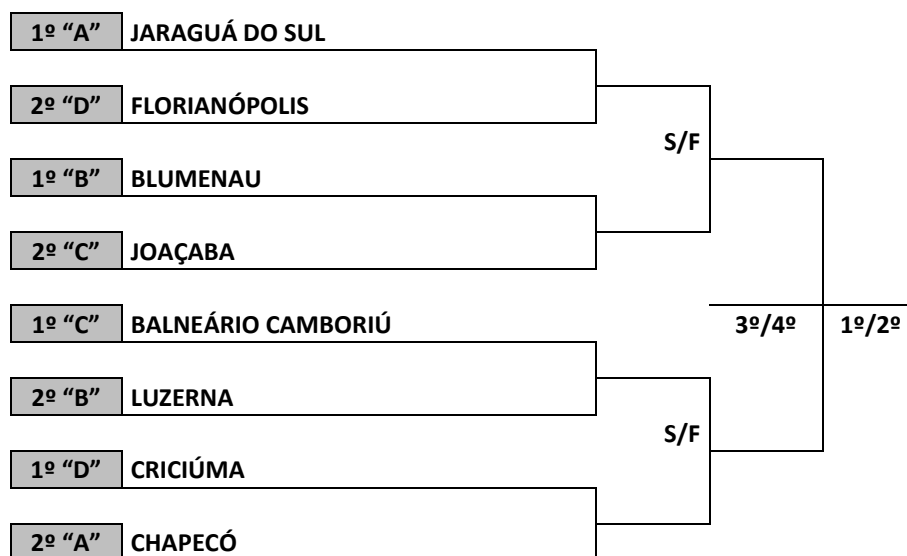 1º “A” JARAGUÁ DO SUL
2º “D” FLORIANÓPOLIS
S/F
1º “B” BLUMENAU
2º “C” JOAÇABA
1º “C” BALNEÁRIO CAMBORIÚ 3º/4º 1º/2º
2º “B” LUZERNA
S/F
1º “D” CRICIÚMA
2º “A” CHAPECÓ